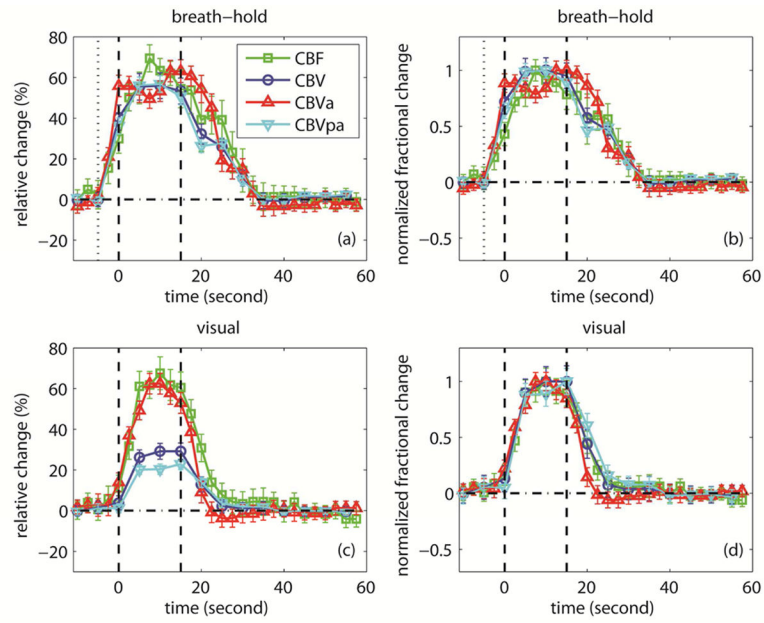 breath−hold
relative change (%)
80
60
40
20
0
−20
CBF
CBV
CBVa
CBVpa
(a)
0
20
40
60
time (second)
breath−hold
normalized fractional change
1
0.5
0
−0.5
(b)
0
20
40
60
time (second)
visual
relative change (%)
80
60
40
20
0
−20
(c)
0
20
40
60
time (second)
visual
normalized fractional change
1
0.5
0
−0.5
(d)
0
20
40
60
time (second)